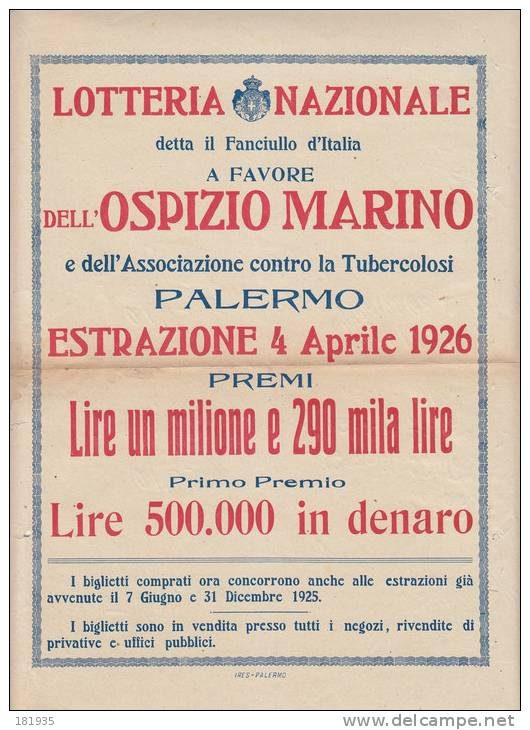 LOTTERIA NAZIONALE
detta il Fanciullo d'Italia
A FAVORE
DELL'OSPIZIO MARINO
e dell'Associazione contro la Tubercolosi
PALERMO
ESTRAZIONE 4 Aprile 1926
PREMI
Lire un milione e 290 mila lire
Primo Premio
Lire 500.000 in denaro
I biglietti comprati ora concorrono anche alle estrazioni già
avvenute il 7 Giugno e 31 Dicembre 1925.
I biglietti sono in vendita presso tutti i negozi, rivendite di
privative e uffici pubblici.
IRES-PALERMO
181935
delcampe.net